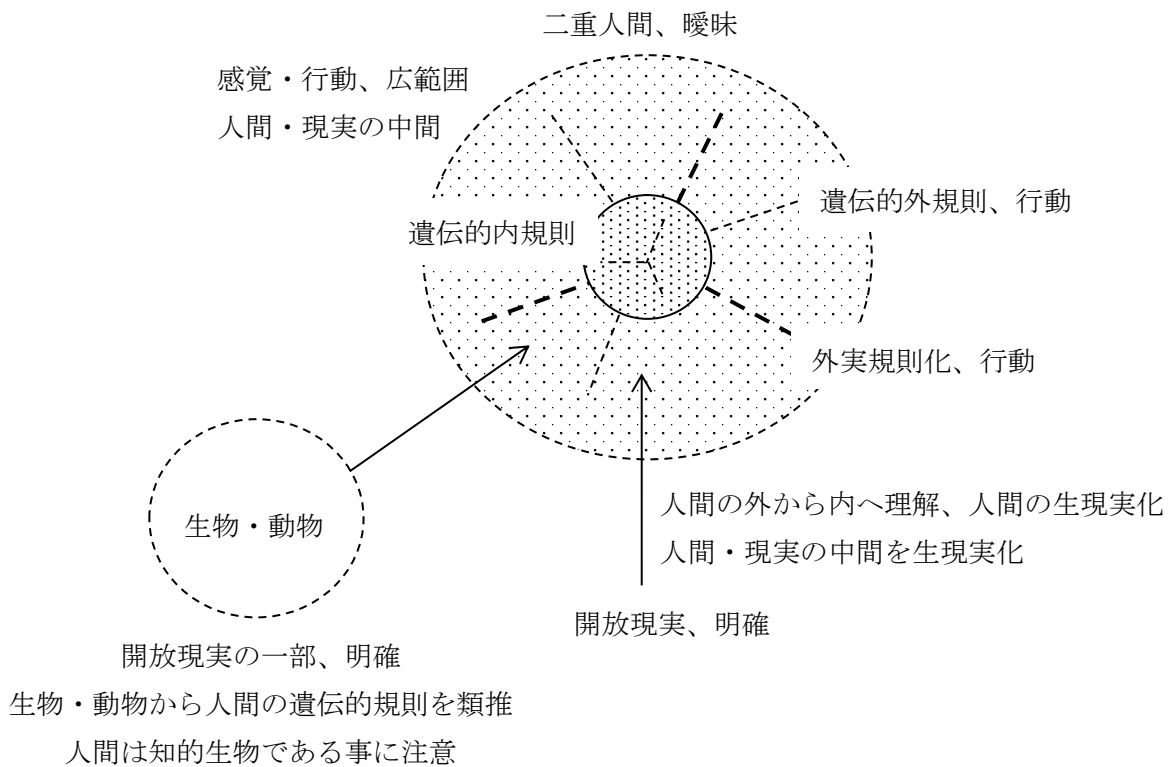 二重人間、曖昧
感覚・行動、広範囲
人間・現実の中間
遺伝的外規則、行動
遺伝的内規則
外実規則化、行動
人間の外から内へ理解、人間の生現実化
人間・現実の中間を生現実化
生物・動物
開放現実、明確
開放現実の一部、明確
生物・動物から人間の遺伝的規則を類推
人間は知的生物である事に注意